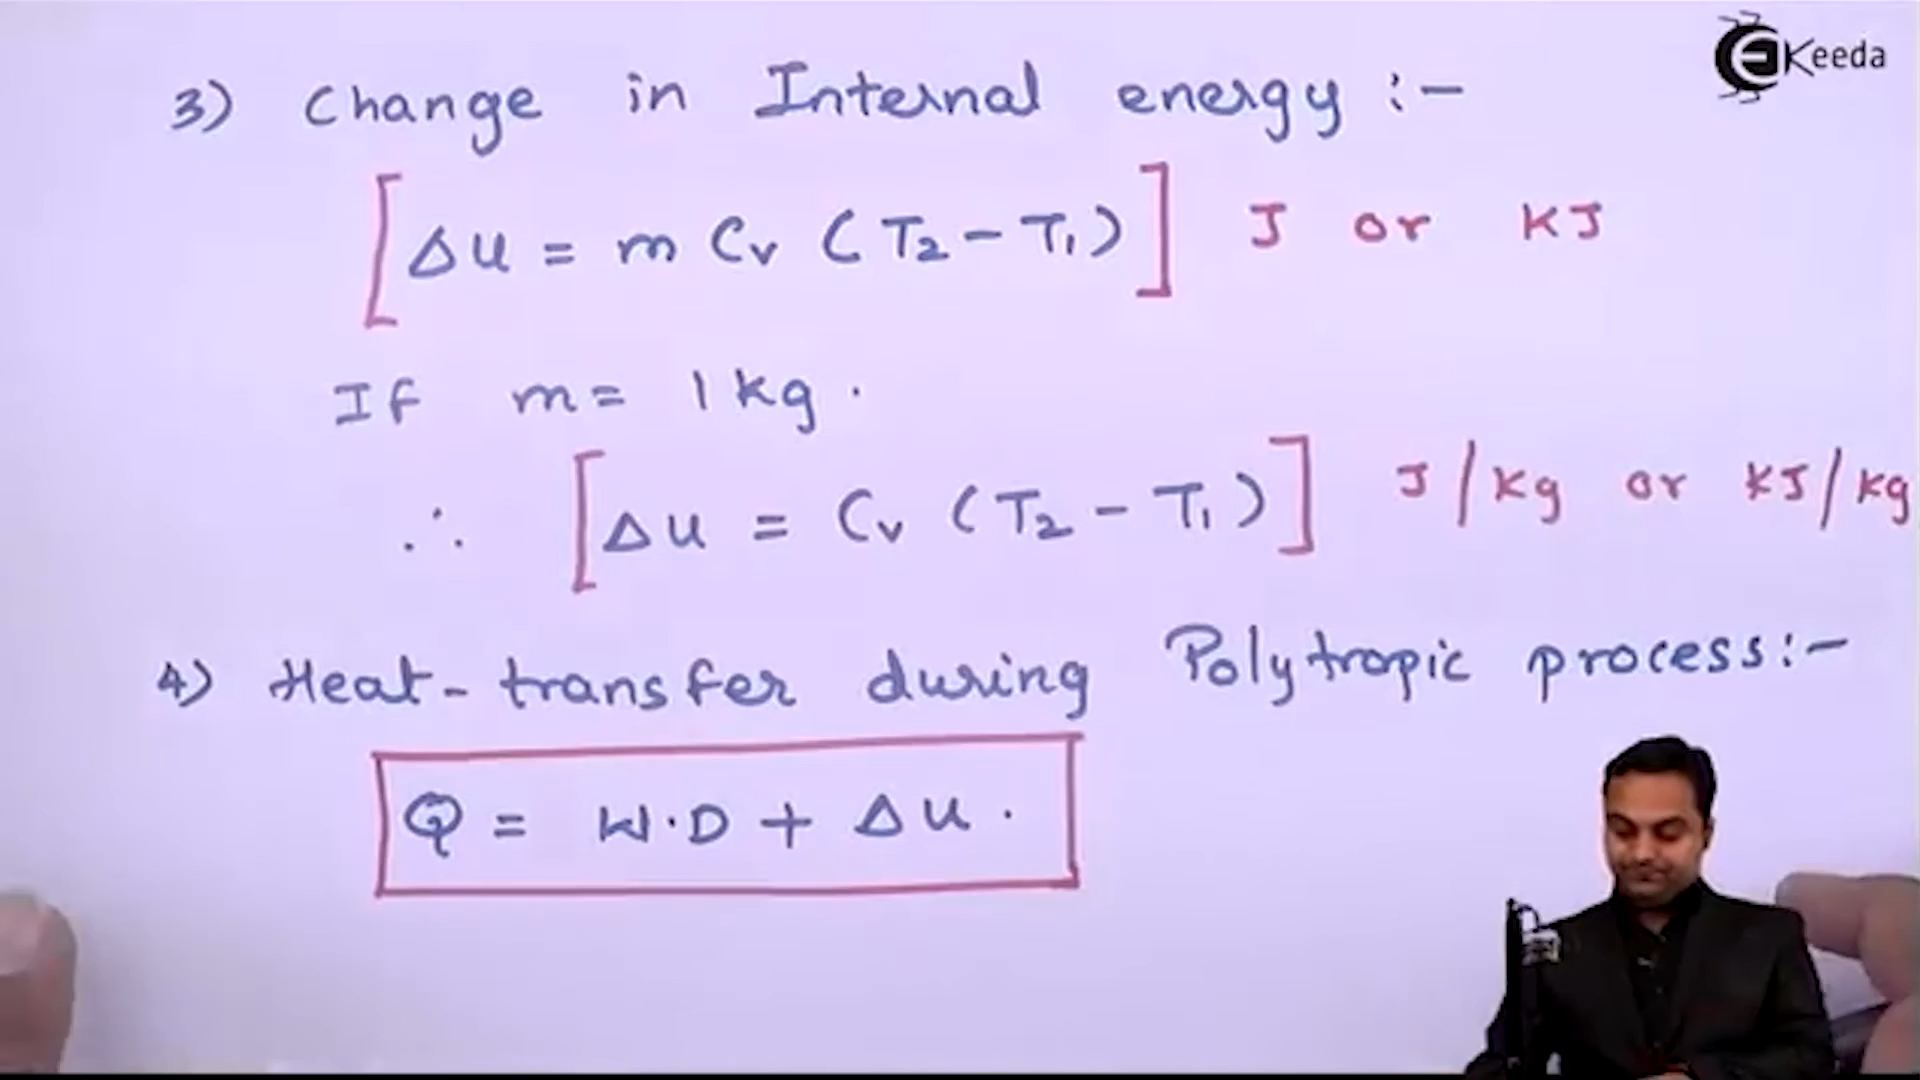 EKeeda
3) Change in Internal energy :-
[ΔU = m Cv (T2 - T1)] J or KJ
If m = 1 kg.
∴ [Δu = Cv (T2 - T1)] J/kg or KJ/kg
4) Heat-transfer during Polytropic process:-
Q = W.D + ΔU.